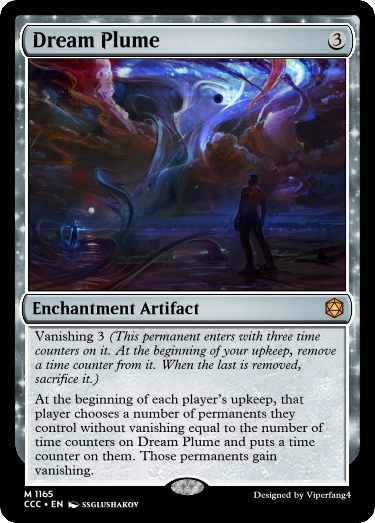 Dream Plume 3
Enchantment Artifact
Vanishing 3 (This permanent enters with three time
counters on it. At the beginning of your upkeep, remove
a time counter from it. When the last is removed,
sacrifice it.)
At the beginning of each player's upkeep, that
player chooses a number of permanents they
control without vanishing equal to the number of
time counters on Dream Plume and puts a time
counter on them. Those permanents gain
vanishing.
M 1165
CCC • EN SSGLUSHAKOV
Designed by Viperfang4